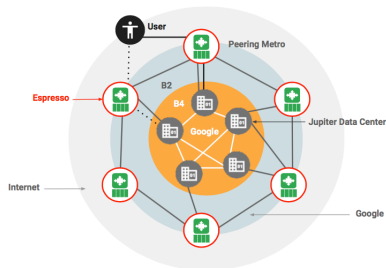 User
Peering Metro
B2
Espresso
B4
Jupiter Data Center
Google
Internet
Google